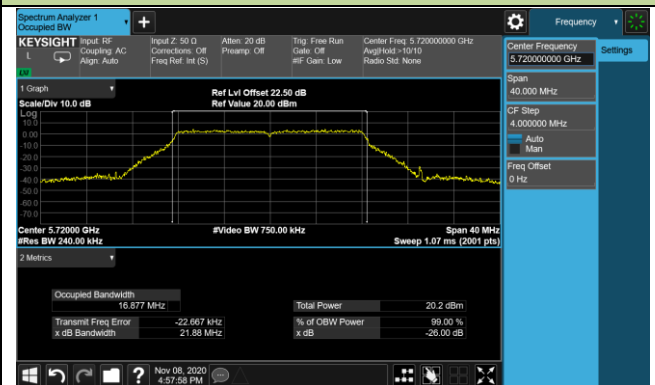 Spectrum Analyzer 1
Occupied BW
Frequency
KEYSIGHT
L
Input: RF
Coupling: AC
Align: Auto
Input Z: 50 Ω
Corrections: Off
Freq Ref: Int (S)
Atten: 20 dB
Preamp: Off
Trig: Free Run
Gate: Off
#IF Gain: Low
Center Freq: 5.720000000 GHz
Avg|Hold:>10/10
Radio Std: None
LU
Center Frequency
5.720000000 GHz
Settings
Span
40.000 MHz
CF Step
4.000000 MHz
Auto
Man
Freq Offset
0 Hz
1 Graph
Scale/Div 10.0 dB
Ref Lvl Offset 22.50 dB
Ref Value 20.00 dBm
Log
10.0
0.00
-10.0
-20.0
-30.0
-40.0
-50.0
-60.0
-70.0
Center 5.72000 GHz
#Res BW 240.00 kHz
#Video BW 750.00 kHz
Span 40 MHz
Sweep 1.07 ms (2001 pts)
2 Metrics
Occupied Bandwidth
16.877 MHz
Total Power 20.2 dBm
Transmit Freq Error -22.667 kHz
% of OBW Power 99.00 %
x dB Bandwidth 21.88 MHz
x dB -26.00 dB
?
Nov 08, 2020
4:57:58 PM